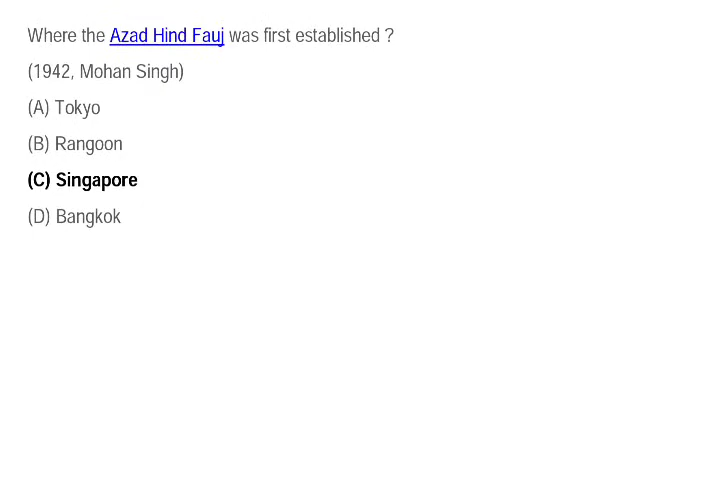 Where the Azad Hind Fauj was first established ?
(1942, Mohan Singh)
(A) Tokyo
(B) Rangoon
(C) Singapore
(D) Bangkok